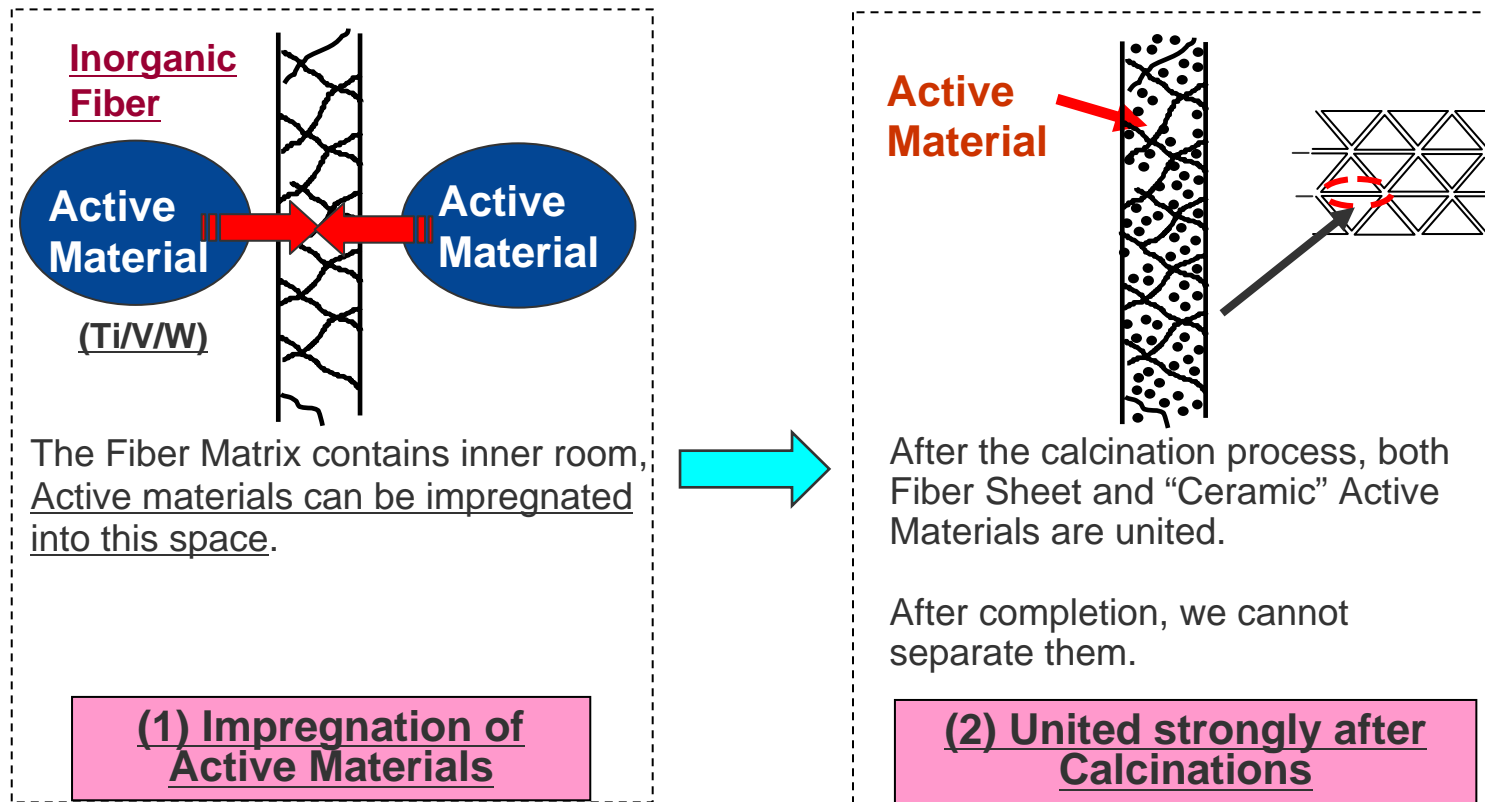 Inorganic
Fiber
Active
Material
Active
Material
(Ti/V/W)
The Fiber Matrix contains inner room,
Active materials can be impregnated
into this space.
(1) Impregnation of
Active Materials
Active
Material
After the calcination process, both
Fiber Sheet and “Ceramic” Active
Materials are united.
After completion, we cannot
separate them.
(2) United strongly after
Calcinations